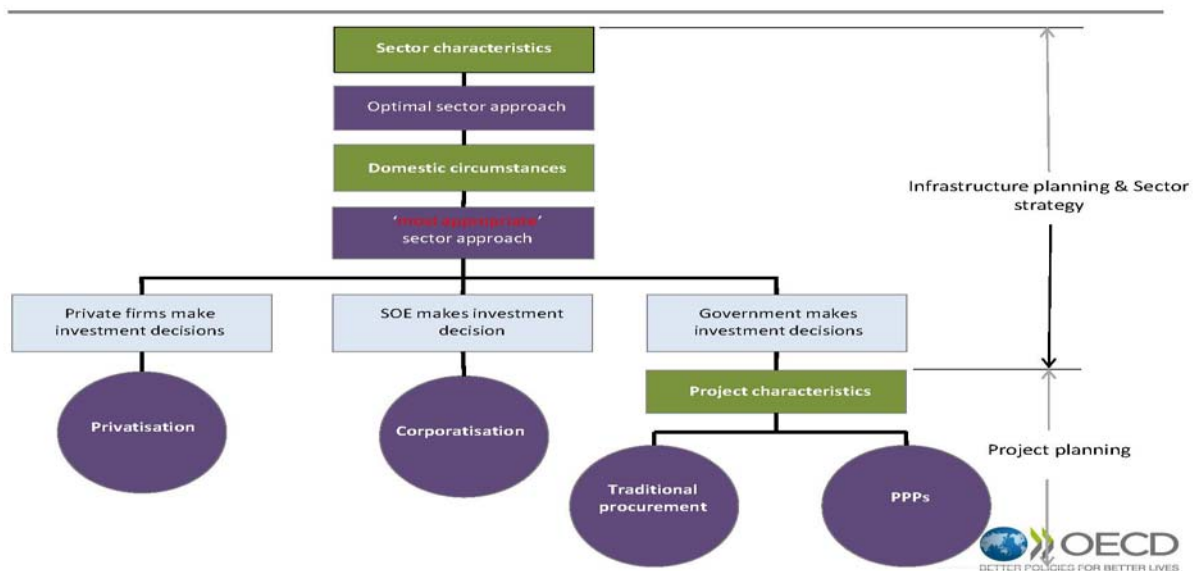 Sector characteristics
Optimal sector approach
Domestic circumstances
‘most appropriate’
sector approach
Infrastructure planning & Sector
strategy
Private firms make
investment decisions
SOE makes investment
decision
Government makes
investment decisions
Project characteristics
Privatisation
Corporatisation
Project planning
Traditional
procurement
PPPs
OECD
BETTER POLICIES FOR BETTER LIVES